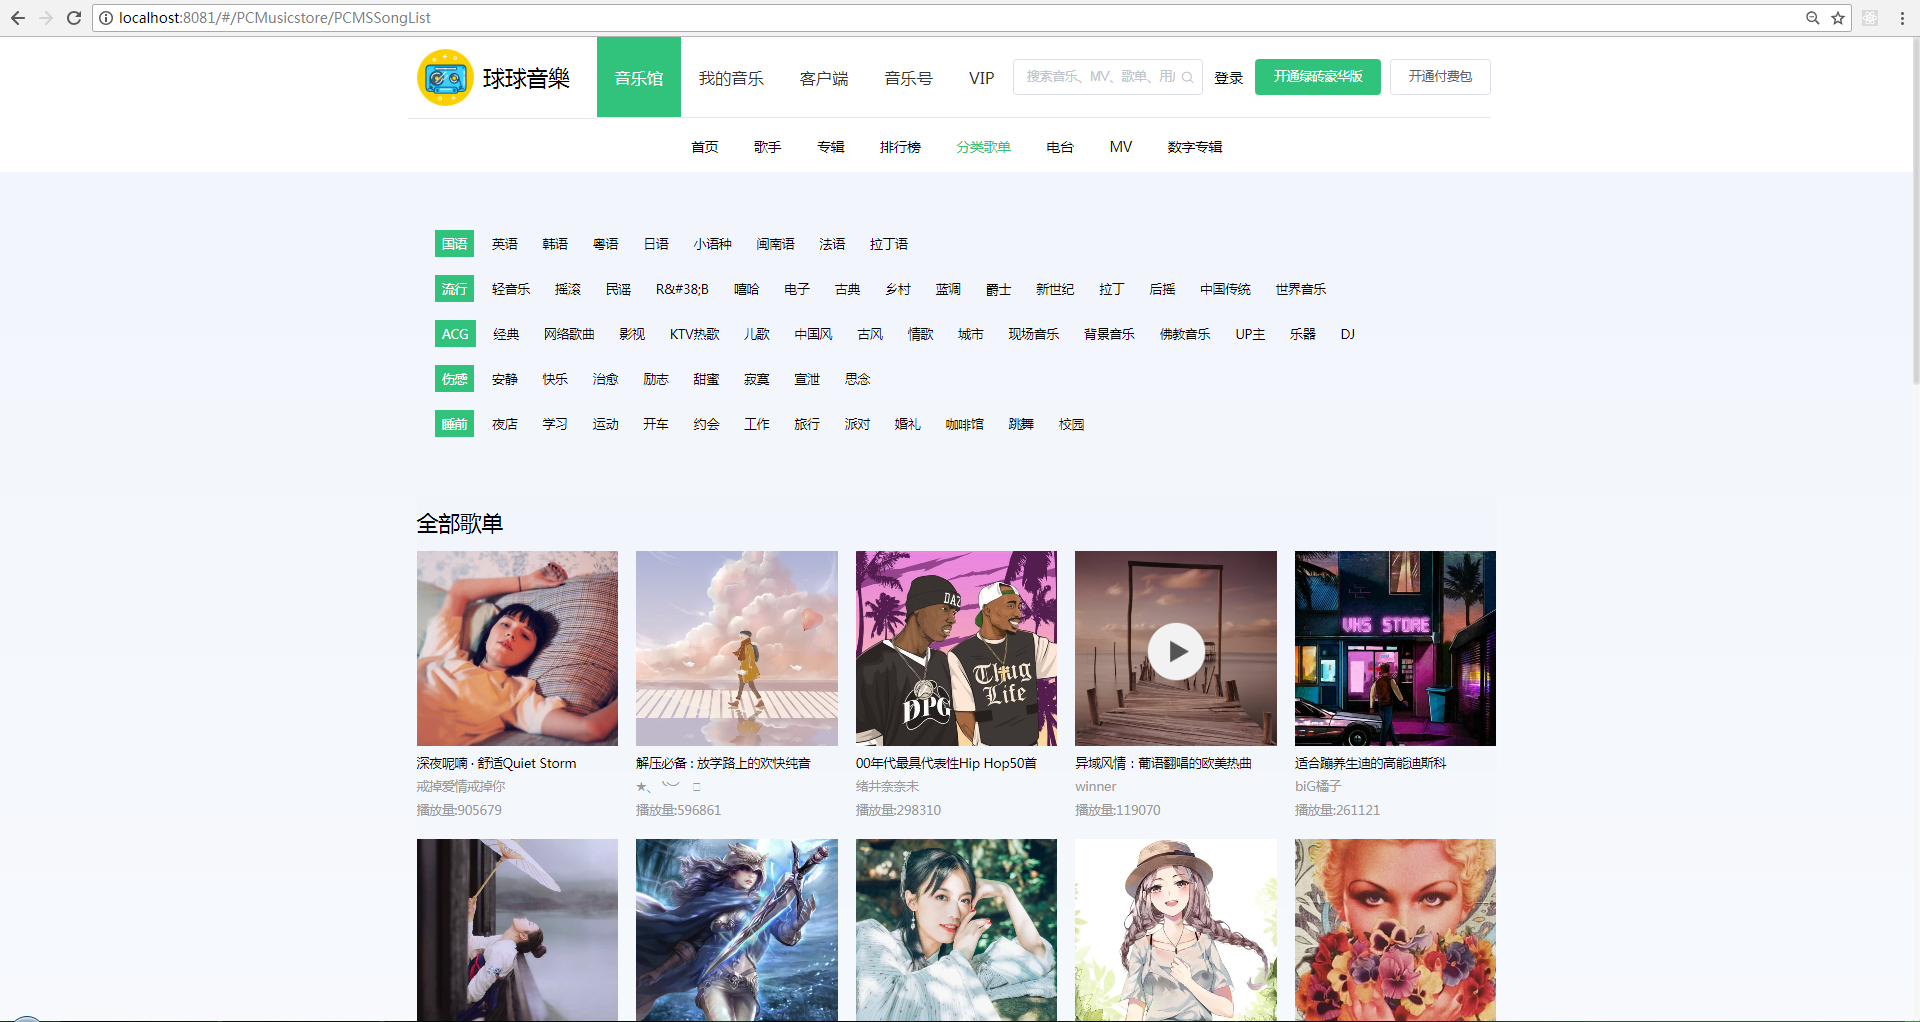 localhost:8081/#/PCMusicstore/PCMSSongList
球球音樂 音乐馆 我的音乐 客户端 音乐号 VIP 搜索音乐、MV、歌单、用 登录 开通绿砖豪华版 开通付费包
首页 歌手 专辑 排行榜 分类歌单 电台 MV 数字专辑
国语 英语 韩语 粤语 日语 小语种 闽南语 法语 拉丁语
流行 轻音乐 摇滚 民谣 R&#38;B 嘻哈 电子 古典 乡村 蓝调 爵士 新世纪 拉丁 后摇 中国传统 世界音乐
ACG 经典 网络歌曲 影视 KTV热歌 儿歌 中国风 古风 情歌 城市 现场音乐 背景音乐 佛教音乐 UP主 乐器 DJ
伤感 安静 快乐 治愈 励志 甜蜜 寂寞 宣泄 思念
睡前 夜店 学习 运动 开车 约会 工作 旅行 派对 婚礼 咖啡馆 跳舞 校园
全部歌单
DAZ
DPG
Thug
Life
VHS STORE
深夜呢喃 · 舒适Quiet Storm 解压必备 : 放学路上的欢快纯音 00年代最具代表性Hip Hop50首 异域风情：葡语翻唱的欧美热曲 适合蹦养生迪的高能迪斯科
戒掉爱情戒掉你 ★、 ︶ □ 绪井奈奈未 winner biG橘子
播放量:905679 播放量:596861 播放量:298310 播放量:119070 播放量:261121